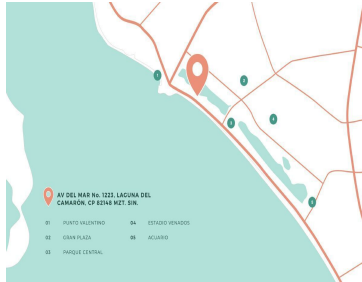 AV DEL MAR No. 1223, LAGUNA DEL
CAMARÓN, CP 82148 MZT. SIN.
01 PUNTO VALENTINO 04 ESTADIO VENADOS
02 GRAN PLAZA 05 ACUARIO
03 PARQUE CENTRAL